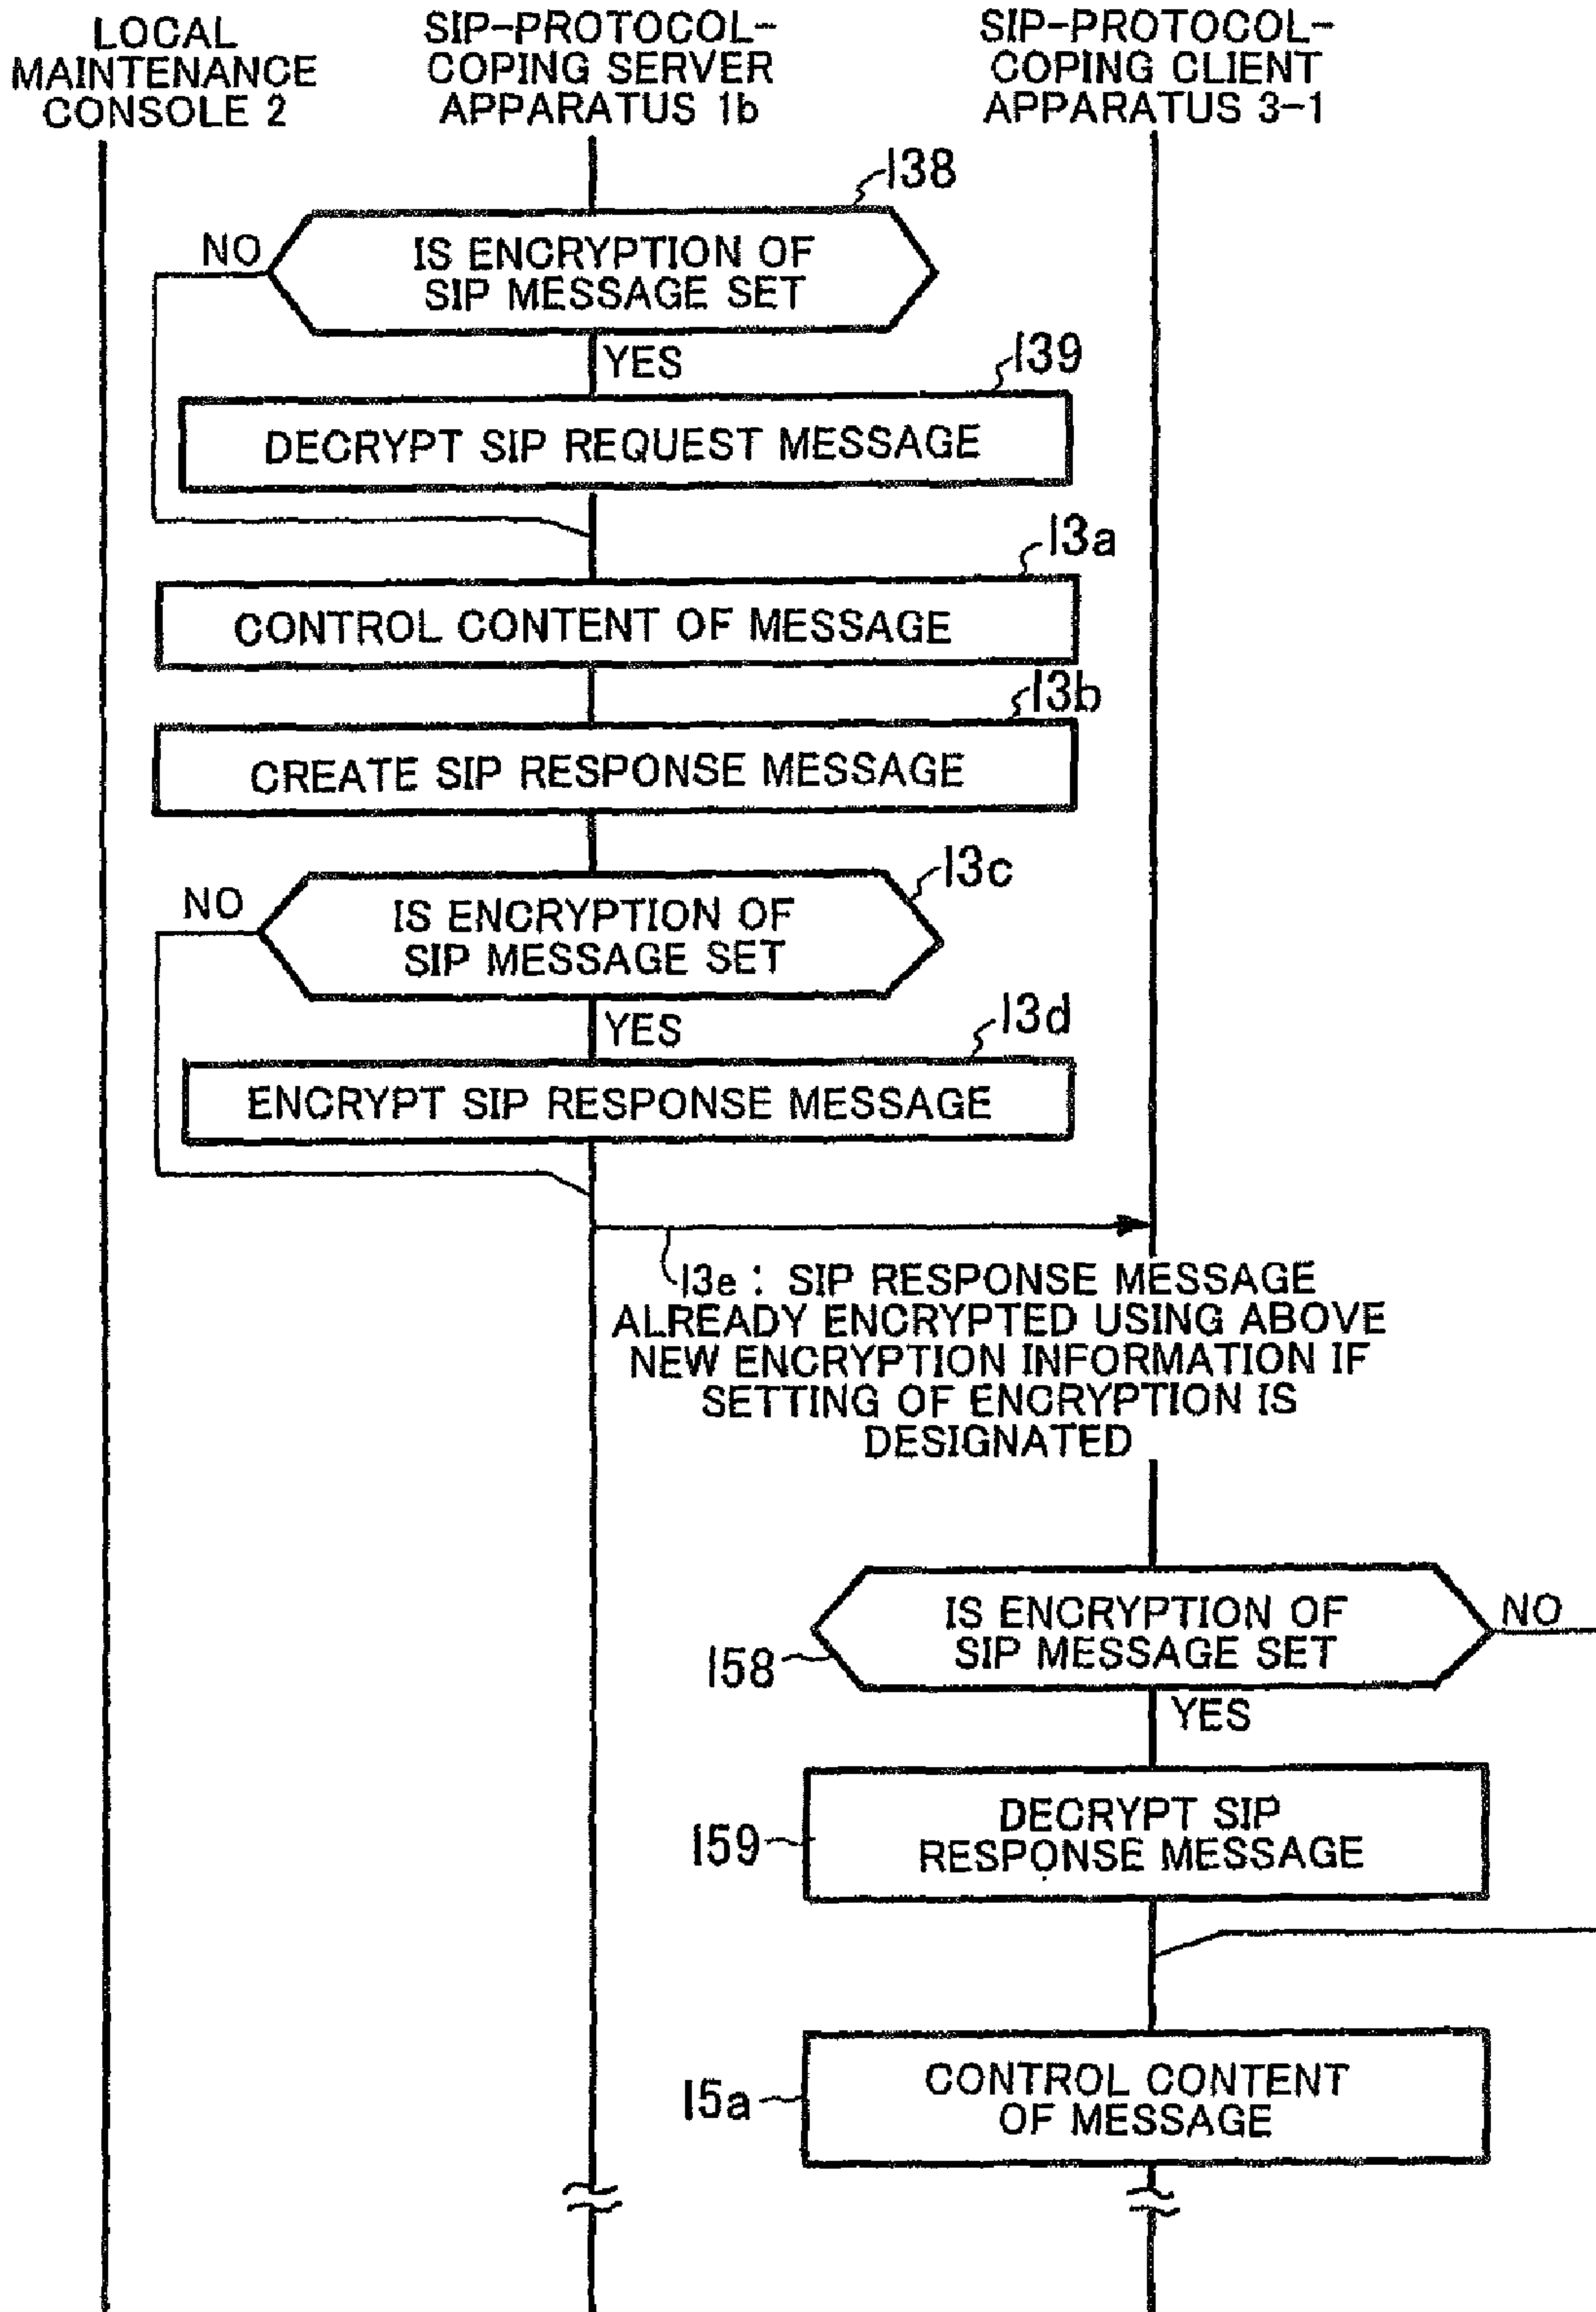 LOCAL
MAINTENANCE
CONSOLE 2
SIP-PROTOCOL-
COPING SERVER
APPARATUS 1b
SIP-PROTOCOL-
COPING CLIENT
APPARATUS 3-1
138
NO
IS ENCRYPTION OF
SIP MESSAGE SET
YES
139
DECRYPT SIP REQUEST MESSAGE
13a
CONTROL CONTENT OF MESSAGE
13b
CREATE SIP RESPONSE MESSAGE
13c
NO
IS ENCRYPTION OF
SIP MESSAGE SET
YES
13d
ENCRYPT SIP RESPONSE MESSAGE
13e : SIP RESPONSE MESSAGE
ALREADY ENCRYPTED USING ABOVE
NEW ENCRYPTION INFORMATION IF
SETTING OF ENCRYPTION IS
DESIGNATED
IS ENCRYPTION OF
SIP MESSAGE SET
NO
158
YES
DECRYPT SIP
RESPONSE MESSAGE
159
CONTROL CONTENT
OF MESSAGE
15a